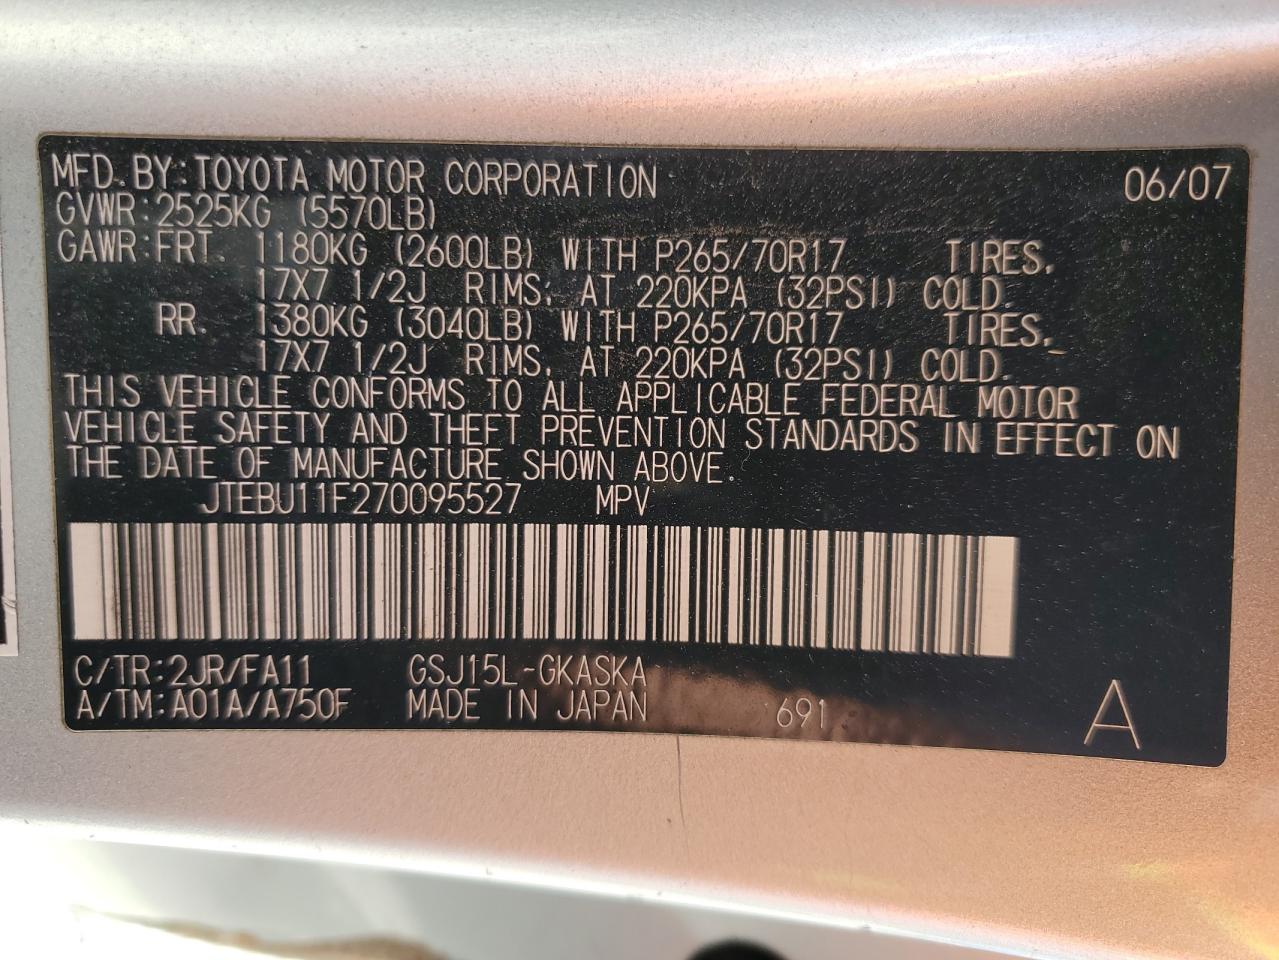 MFD. BY: TOYOTA MOTOR CORPORATION 06/07
GVWR: 2525KG (5570LB)
GAWR: FRT. 1180KG (2600LB) WITH P265/70R17 TIRES,
17X7 1/2J RIMS, AT 220KPA (32PSI) COLD.
RR. 1380KG (3040LB) WITH P265/70R17 TIRES,
17X7 1/2J RIMS, AT 220KPA (32PSI) COLD.
THIS VEHICLE CONFORMS TO ALL APPLICABLE FEDERAL MOTOR
VEHICLE SAFETY AND THEFT PREVENTION STANDARDS IN EFFECT ON
THE DATE OF MANUFACTURE SHOWN ABOVE.
JTEBU11F270095527 MPV
C/TR: 2JR/FA11 GSJ15L-GKASKA
A/TM: A01A/A750F MADE IN JAPAN 691 A